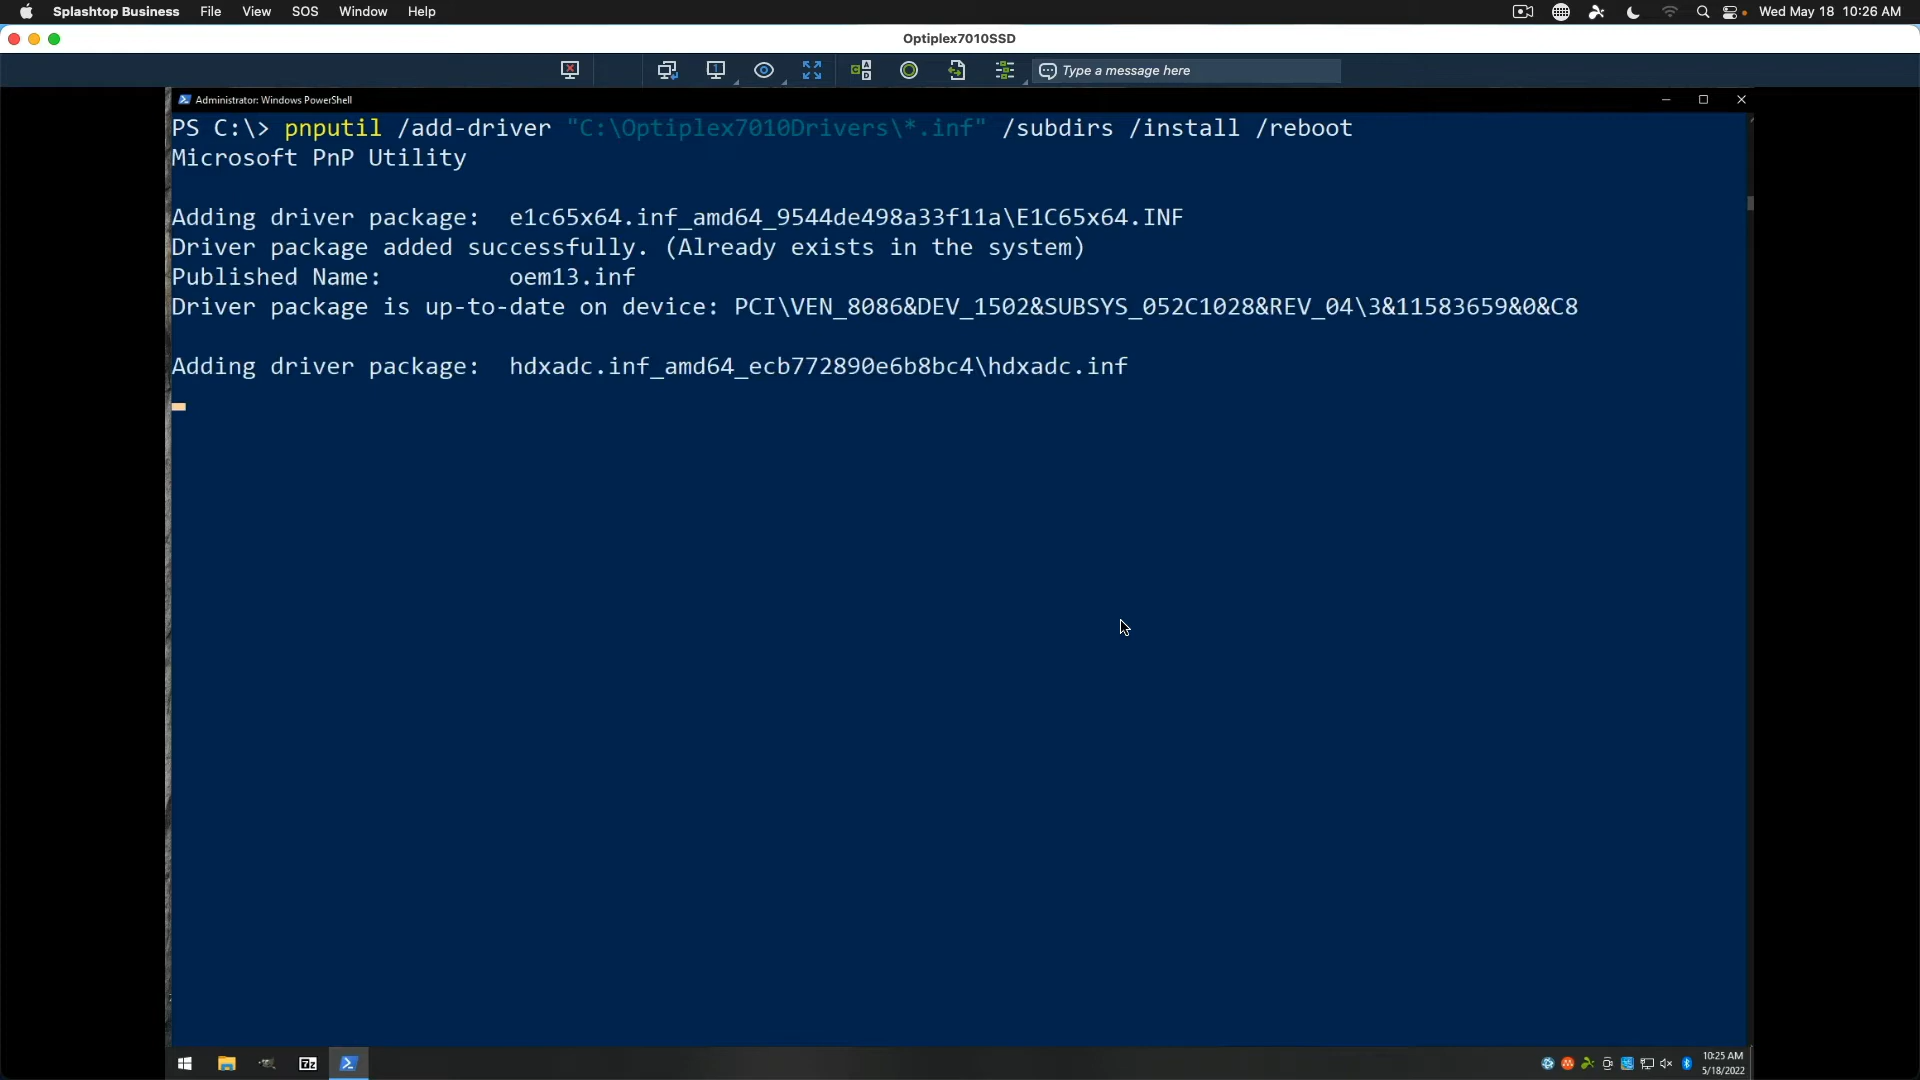 Splashtop Business File View SOS Window Help Wed May 18 10:26 AM
Optiplex7010SSD
Type a message here
Administrator: Windows PowerShell
PS C:\> pnputil /add-driver "C:\Optiplex7010Drivers\*.inf" /subdirs /install /reboot
Microsoft PnP Utility
Adding driver package: e1c65x64.inf_amd64_9544de498a33f11a\E1C65x64.INF
Driver package added successfully. (Already exists in the system)
Published Name: oem13.inf
Driver package is up-to-date on device: PCI\VEN_8086&DEV_1502&SUBSYS_052C1028&REV_04\3&11583659&0&C8
Adding driver package: hdxadc.inf_amd64_ecb772890e6b8bc4\hdxadc.inf
7z
10:25 AM
5/18/2022